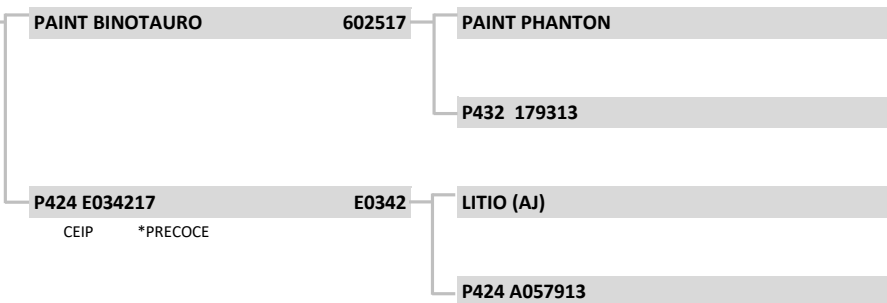 PAINT BINOTAURO 602517
PAINT PHANTON
P432 179313
P424 E034217 E0342
CEIP *PRECOCE
LITIO (AJ)
P424 A057913